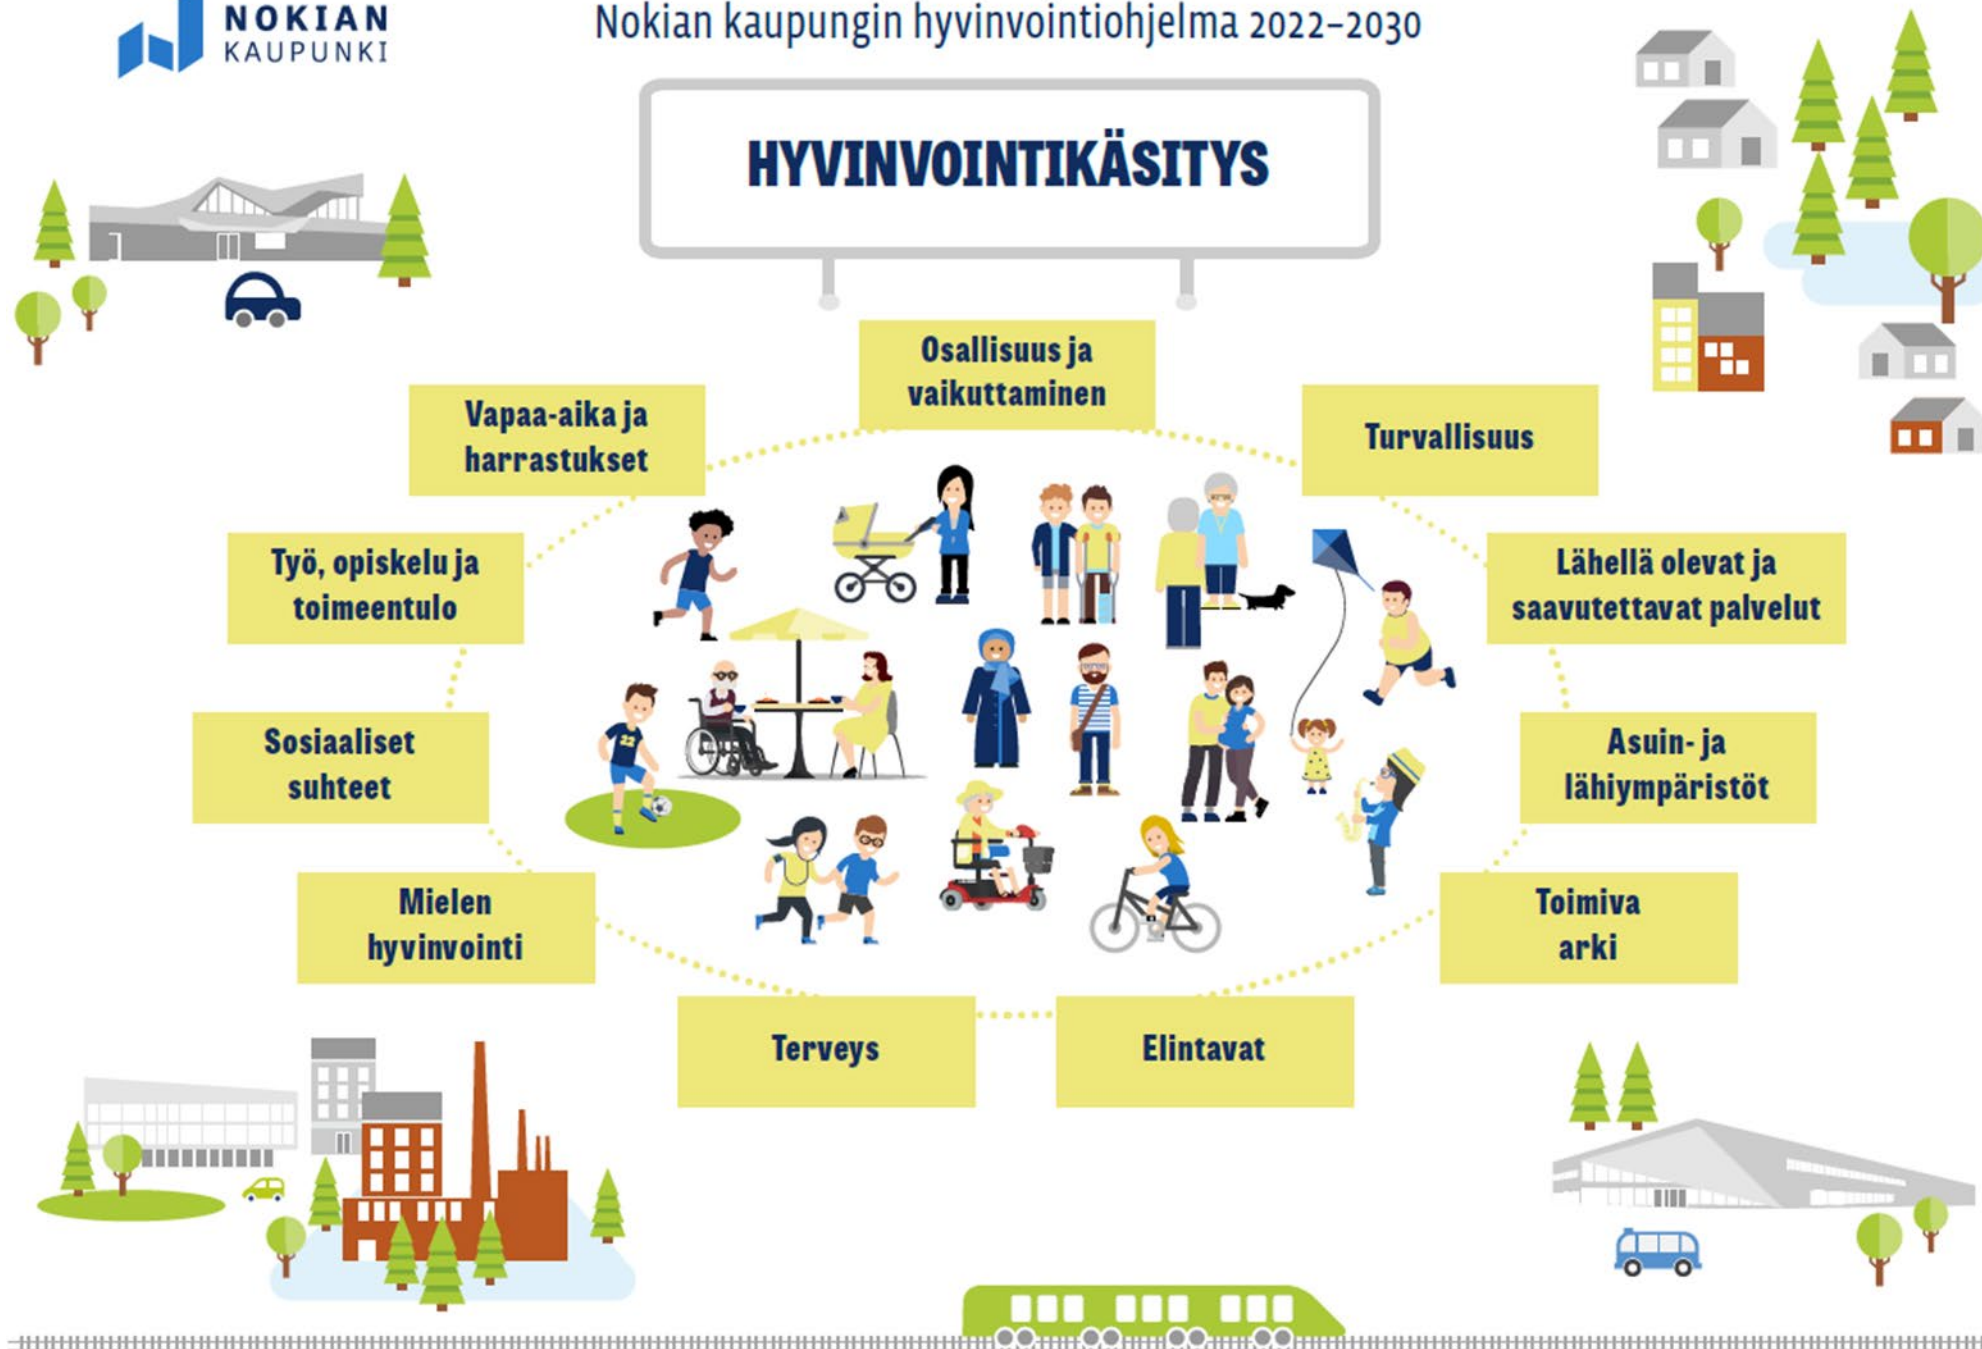 NOKIAN
KAUPUNKI
Nokian kaupungin hyvinvointiohjelma 2022–2030
HYVINVOINTIKÄSITYS
Osallisuus ja
vaikuttaminen
Turvallisuus
Lähellä olevat ja
saavutettavat palvelut
Asuin- ja
lähiympäristöt
Toimiva
arki
Elintavat
Terveys
Mielen
hyvinvointi
Sosiaaliset
suhteet
Työ, opiskelu ja
toimeentulo
Vapaa-aika ja
harrastukset
22